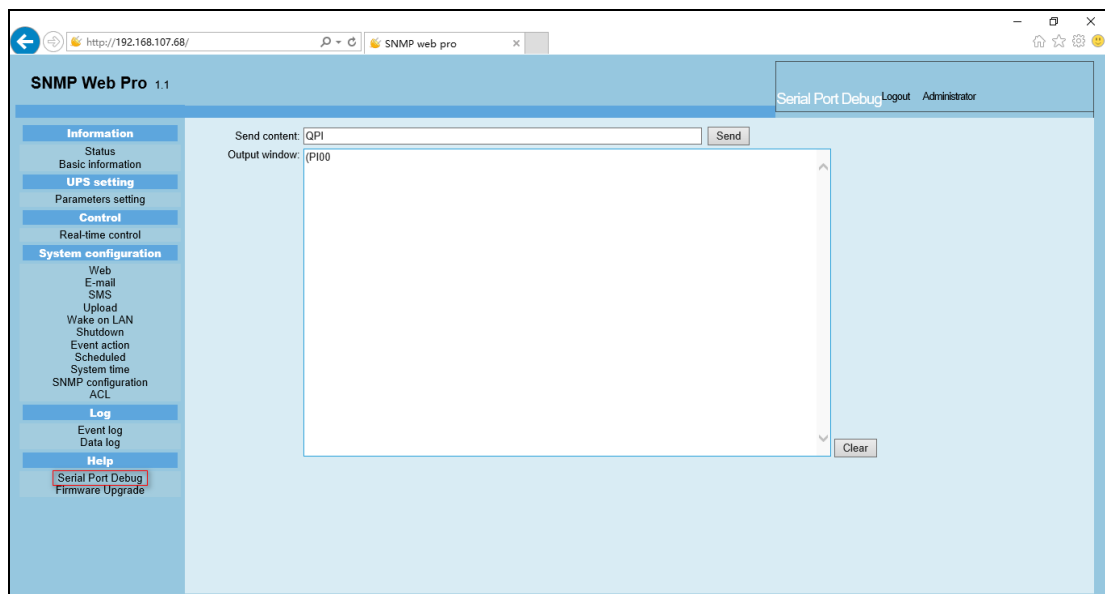 http://192.168.107.68/
SNMP web pro
SNMP Web Pro 1.1
Serial Port Debug Logout Administrator
Information
Status
Basic information
UPS setting
Parameters setting
Control
Real-time control
System configuration
Web
E-mail
SMS
Upload
Wake on LAN
Shutdown
Event action
Scheduled
System time
SNMP configuration
ACL
Log
Event log
Data log
Help
Serial Port Debug
Firmware Upgrade
Send content: QPI Send
Output window: (PI00
Clear